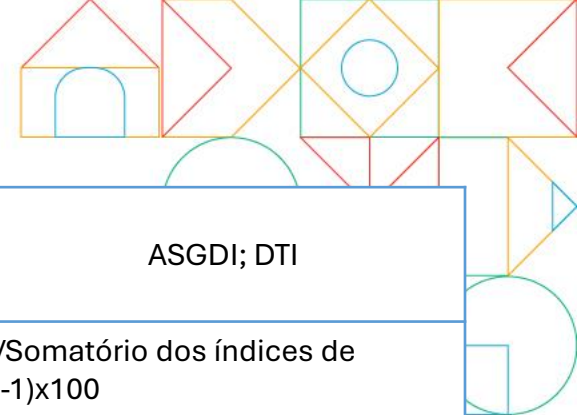 ASGDI; DTI
/Somatório dos índices de
-1)x100